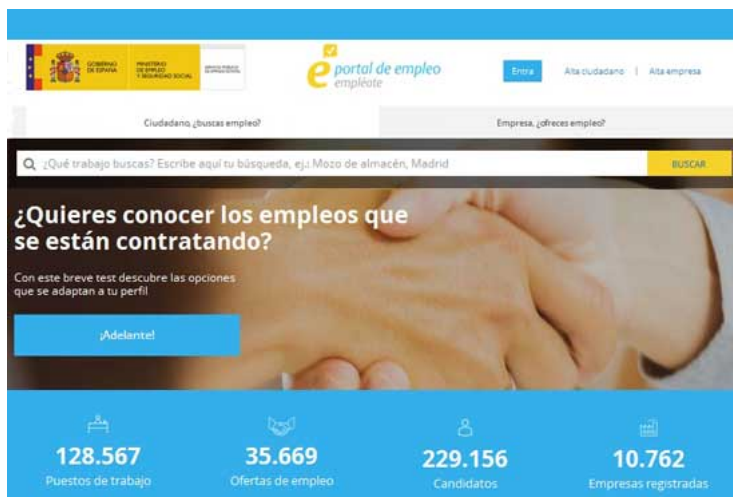 GOBIERNO
DE ESPAÑA
MINISTERIO
DE EMPLEO
Y SEGURIDAD SOCIAL
portal de empleo
empléate
Entra
Alta ciudadano | Alta empresa
Ciudadano, ¿buscas empleo?
Empresa, ¿ofreces empleo?
¿Qué trabajo buscas? Escribe aquí tu búsqueda, ej.: Mozo de almacén, Madrid
BUSCAR
¿Quieres conocer los empleos que
se están contratando?
Con este breve test descubre las opciones
que se adaptan a tu perfil
¡Adelante!
128.567
Puestos de trabajo
35.669
Ofertas de empleo
229.156
Candidatos
10.762
Empresas registradas